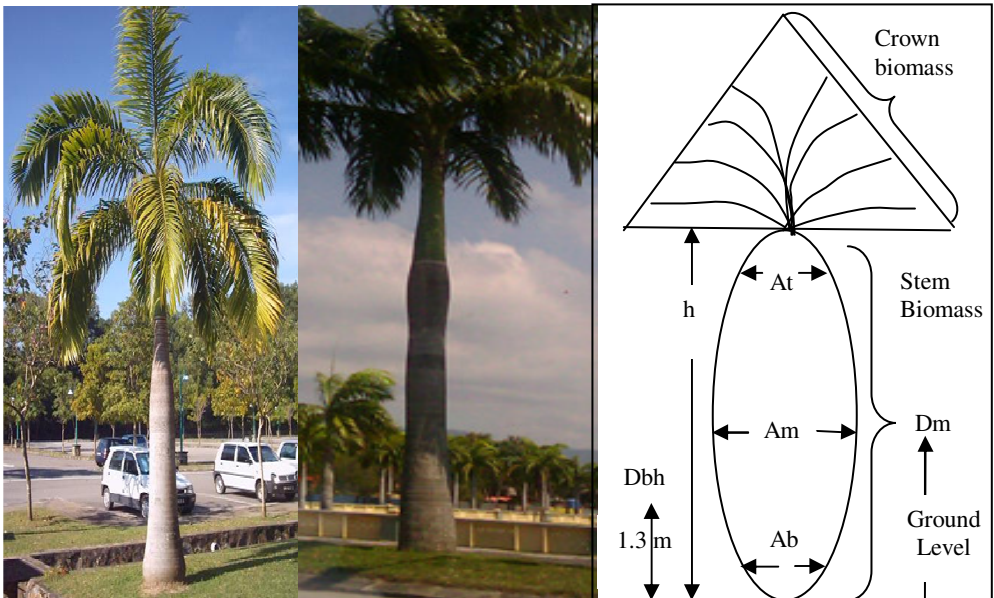 Crown
biomass
At
Stem
Biomass
h
Am
Dm
Dbh
1.3 m
Ab
Ground
Level